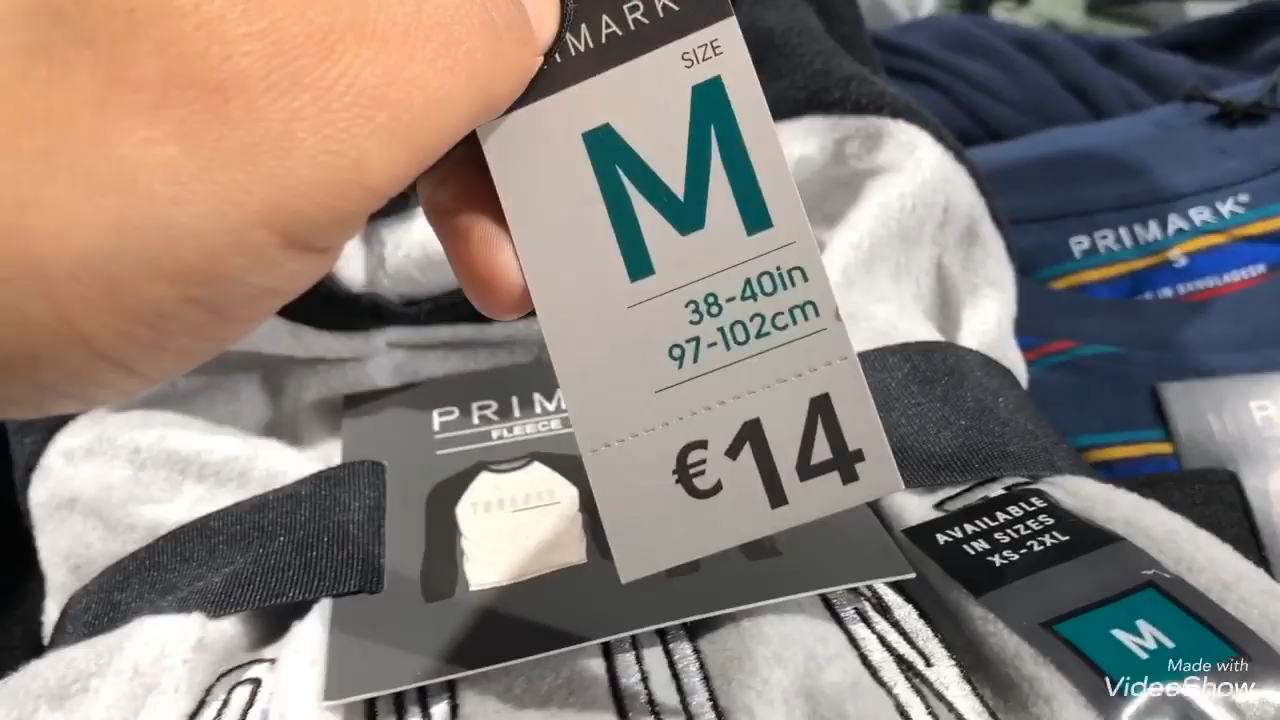 PRIMARK
SIZE
M
38-40in
97-102cm
€14
PRIM
FLEECE
PRIMARK
S
AVAILABLE
IN SIZES
XS-2XL
M
Made with
VideoShow